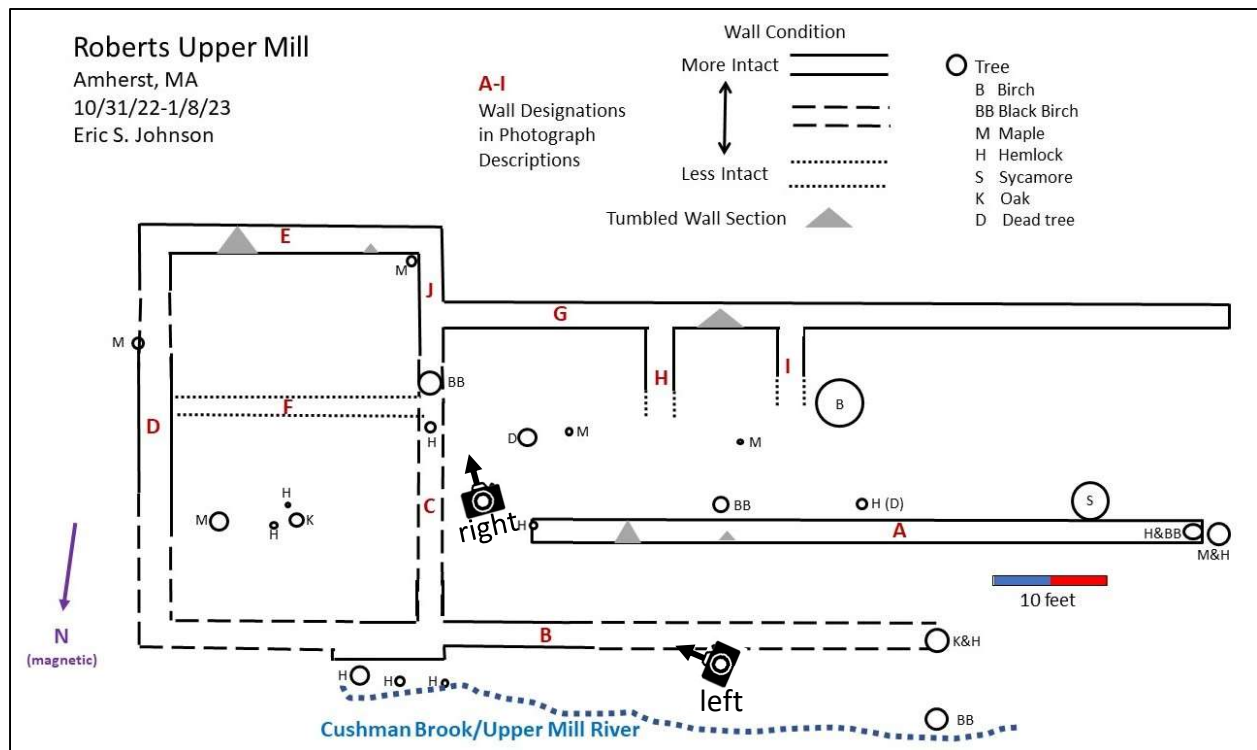 Roberts Upper Mill
Amherst, MA
10/31/22-1/8/23
Eric S. Johnson
A-I
Wall Designations
in Photograph
Descriptions
Wall Condition
More Intact
Less Intact
Tumbled Wall Section
Tree
B Birch
BB Black Birch
M Maple
H Hemlock
S Sycamore
K Oak
D Dead tree
E
M
J
G
M
H
I
BB
B
F
D
H
D
M
M
H
C
right
M
H
K
BB
H (D)
S
H
A
H&BB
M&H
10 feet
N
(magnetic)
B
K&H
H
H
H
left
BB
Cushman Brook/Upper Mill River